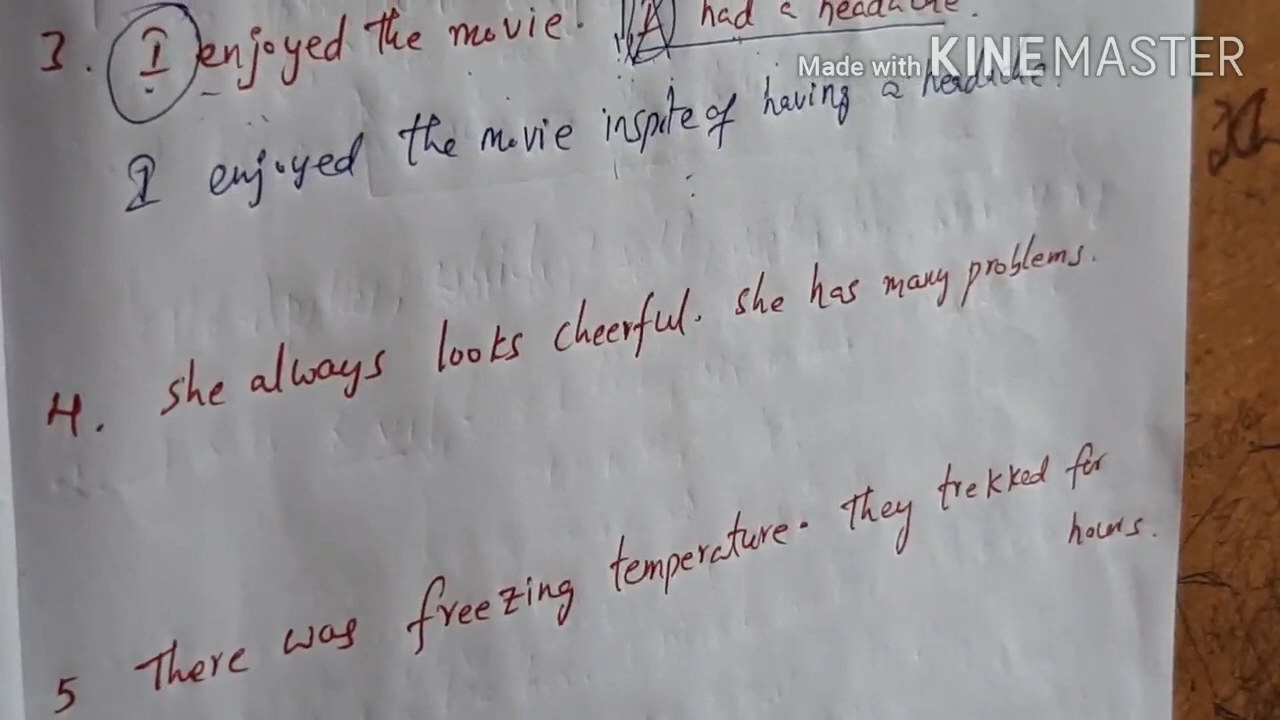 3. I enjoyed the movie. had a headache.
Made with KINEMASTER
I enjoyed the movie inspite of having a headache.
4. She always looks cheerful. She has many problems.
5 There was freezing temperature. They trekked for
hours.